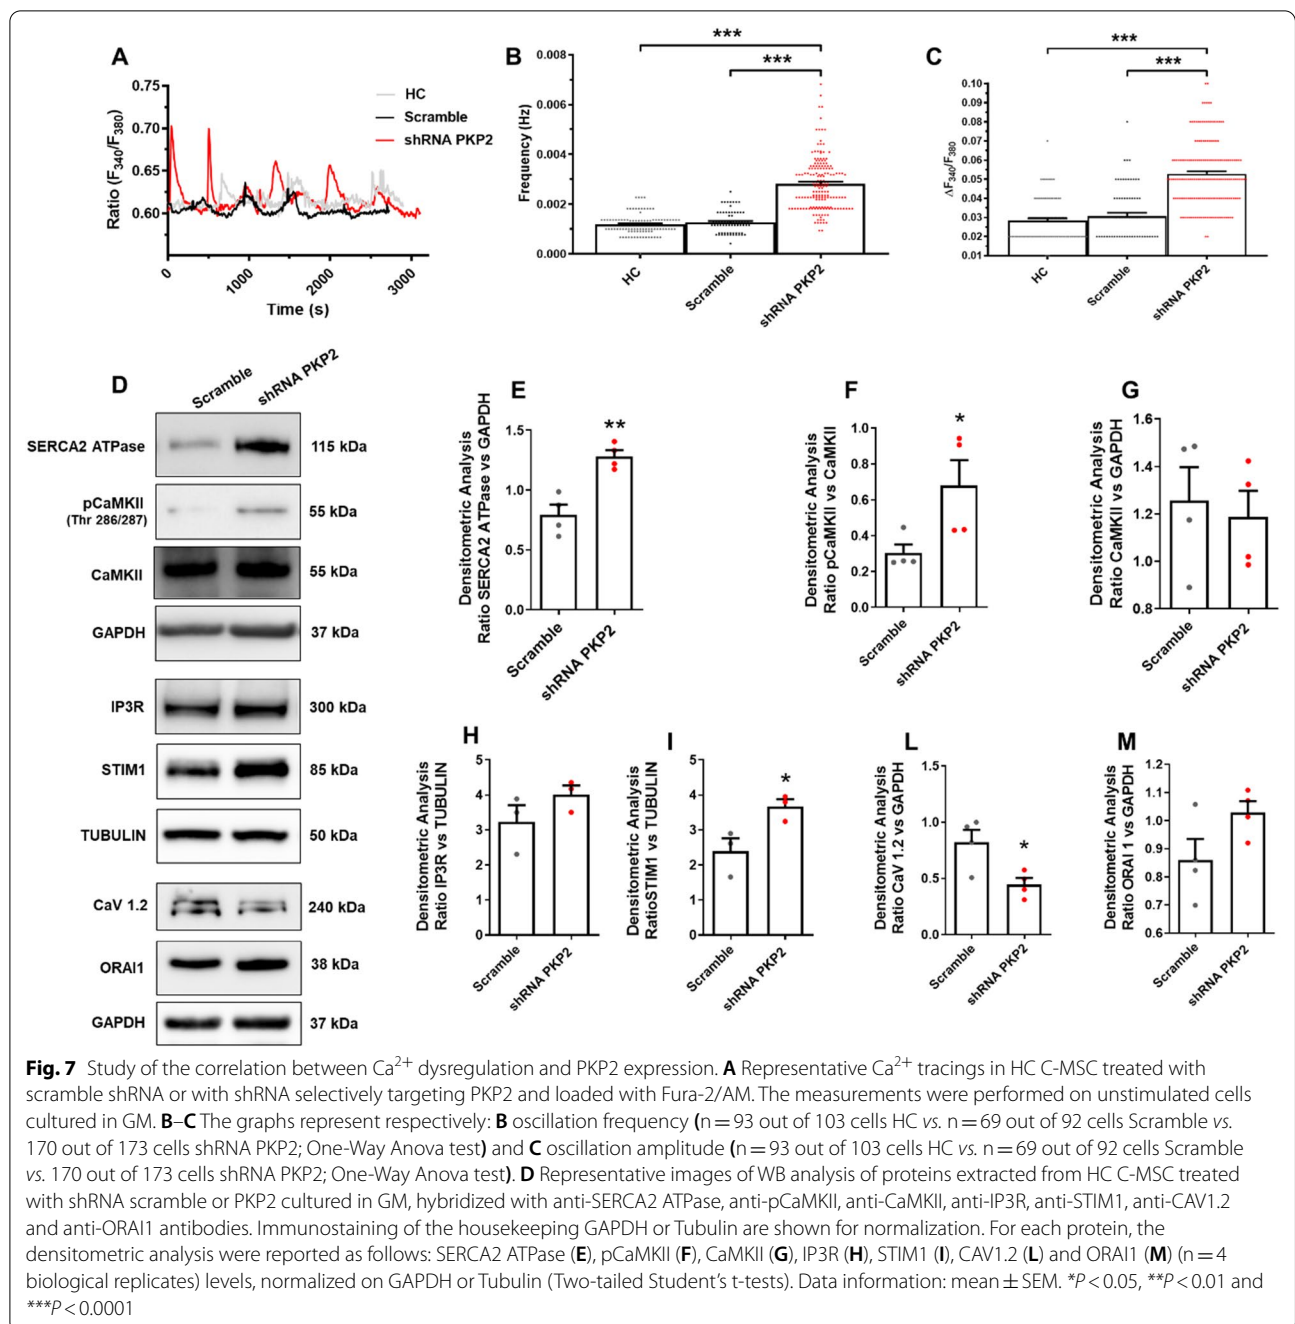 A
Ratio (F340/F380)
0.75
0.70
0.65
0.60
0
1000
2000
3000
Time (s)
HC
Scramble
shRNA PKP2
B
***
***
Frequency (Hz)
0.008
0.006
0.004
0.002
0.000
HC
Scramble
shRNA PKP2
C
***
***
ΔF340/F380
0.10
0.09
0.08
0.07
0.06
0.05
0.04
0.03
0.02
0.01
HC
Scramble
shRNA PKP2
D
Scramble
shRNA PKP2
SERCA2 ATPase 115 kDa
pCaMKII 55 kDa
(Thr 286/287)
CaMKII 55 kDa
GAPDH 37 kDa
IP3R 300 kDa
STIM1 85 kDa
TUBULIN 50 kDa
CaV 1.2 240 kDa
ORAI1 38 kDa
GAPDH 37 kDa
E
Densitometric Analysis
Ratio SERCA2 ATPase vs GAPDH
1.5
1.0
0.5
0.0
**
Scramble
shRNA PKP2
F
Densitometric Analysis
Ratio pCaMKII vs CaMKII
1.0
0.8
0.6
0.4
0.2
0.0
*
Scramble
shRNA PKP2
G
Densitometric Analysis
Ratio CaMKII vs GAPDH
1.6
1.4
1.2
1.0
0.8
Scramble
shRNA PKP2
H
Densitometric Analysis
Ratio IP3R vs TUBULIN
5
4
3
2
1
0
Scramble
shRNA PKP2
I
Densitometric Analysis
RatioSTIM1 vs TUBULIN
5
4
3
2
1
0
*
Scramble
shRNA PKP2
L
Densitometric Analysis
Ratio CaV 1.2 vs GAPDH
1.5
1.0
0.5
0.0
*
Scramble
shRNA PKP2
M
Densitometric Analysis
Ratio ORAI 1 vs GAPDH
1.2
1.1
1.0
0.9
0.8
0.7
0.6
Scramble
shRNA PKP2
Fig. 7 Study of the correlation between Ca2+ dysregulation and PKP2 expression. A Representative Ca2+ tracings in HC C-MSC treated with
scramble shRNA or with shRNA selectively targeting PKP2 and loaded with Fura-2/AM. The measurements were performed on unstimulated cells
cultured in GM. B–C The graphs represent respectively: B oscillation frequency (n = 93 out of 103 cells HC vs. n = 69 out of 92 cells Scramble vs.
170 out of 173 cells shRNA PKP2; One-Way Anova test) and C oscillation amplitude (n = 93 out of 103 cells HC vs. n = 69 out of 92 cells Scramble
vs. 170 out of 173 cells shRNA PKP2; One-Way Anova test). D Representative images of WB analysis of proteins extracted from HC C-MSC treated
with shRNA scramble or PKP2 cultured in GM, hybridized with anti-SERCA2 ATPase, anti-pCaMKII, anti-CaMKII, anti-IP3R, anti-STIM1, anti-CAV1.2
and anti-ORAI1 antibodies. Immunostaining of the housekeeping GAPDH or Tubulin are shown for normalization. For each protein, the
densitometric analysis were reported as follows: SERCA2 ATPase (E), pCaMKII (F), CaMKII (G), IP3R (H), STIM1 (I), CAV1.2 (L) and ORAI1 (M) (n = 4
biological replicates) levels, normalized on GAPDH or Tubulin (Two-tailed Student's t-tests). Data information: mean ± SEM. *P < 0.05, **P < 0.01 and
***P < 0.0001